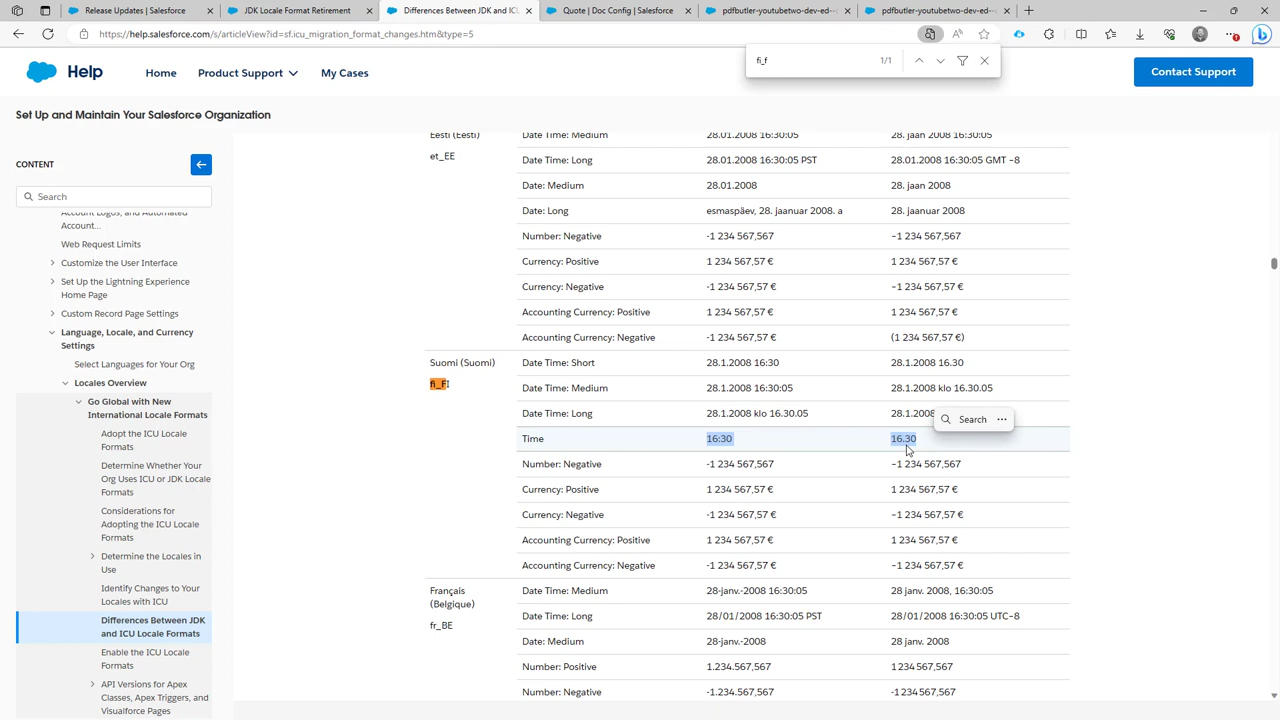 Release Updates | Salesforce
JDK Locale Format Retirement
Differences Between JDK and ICU
Quote | Doc Config | Salesforce
pdfbutler-youtubetwo-dev-ed--
pdfbutler-youtubetwo-dev-ed--
https://help.salesforce.com/s/articleView?id=sf.icu_migration_format_changes.htm&type=5
fi_f
1/1
Help
Home
Product Support
My Cases
Contact Support
Set Up and Maintain Your Salesforce Organization
CONTENT
Search
Account Logos, and Automated
Account...
Web Request Limits
Customize the User Interface
Set Up the Lightning Experience
Home Page
Custom Record Page Settings
Language, Locale, and Currency
Settings
Select Languages for Your Org
Locales Overview
Go Global with New
International Locale Formats
Adopt the ICU Locale
Formats
Determine Whether Your
Org Uses ICU or JDK Locale
Formats
Considerations for
Adopting the ICU Locale
Formats
Determine the Locales in
Use
Identify Changes to Your
Locales with ICU
Differences Between JDK
and ICU Locale Formats
Enable the ICU Locale
Formats
API Versions for Apex
Classes, Apex Triggers, and
Visualforce Pages
Eesti (Eesti)
et_EE
Date Time: Medium 28.01.2008 16:30:05 28. jaan 2008 16:30:05
Date Time: Long 28.01.2008 16:30:05 PST 28.01.2008 16:30:05 GMT −8
Date: Medium 28.01.2008 28. jaan 2008
Date: Long esmaspäev, 28. jaanuar 2008. a 28. jaanuar 2008
Number: Negative -1 234 567,567 −1 234 567,567
Currency: Positive 1 234 567,57 € 1 234 567,57 €
Currency: Negative -1 234 567,57 € −1 234 567,57 €
Accounting Currency: Positive 1 234 567,57 € 1 234 567,57 €
Accounting Currency: Negative -1 234 567,57 € (1 234 567,57 €)
Suomi (Suomi)
fi_FI
Date Time: Short 28.1.2008 16:30 28.1.2008 16.30
Date Time: Medium 28.1.2008 16:30:05 28.1.2008 klo 16.30.05
Date Time: Long 28.1.2008 klo 16.30.05 28.1.2008
Search
Time 16:30 16.30
Number: Negative -1 234 567,567 −1 234 567,567
Currency: Positive 1 234 567,57 € 1 234 567,57 €
Currency: Negative -1 234 567,57 € −1 234 567,57 €
Accounting Currency: Positive 1 234 567,57 € 1 234 567,57 €
Accounting Currency: Negative -1 234 567,57 € −1 234 567,57 €
Français
(Belgique)
fr_BE
Date Time: Medium 28-janv.-2008 16:30:05 28 janv. 2008, 16:30:05
Date Time: Long 28/01/2008 16:30:05 PST 28/01/2008 16:30:05 UTC−8
Date: Medium 28-janv.-2008 28 janv. 2008
Number: Positive 1.234.567,567 1 234 567,567
Number: Negative -1.234.567,567 -1 234 567,567